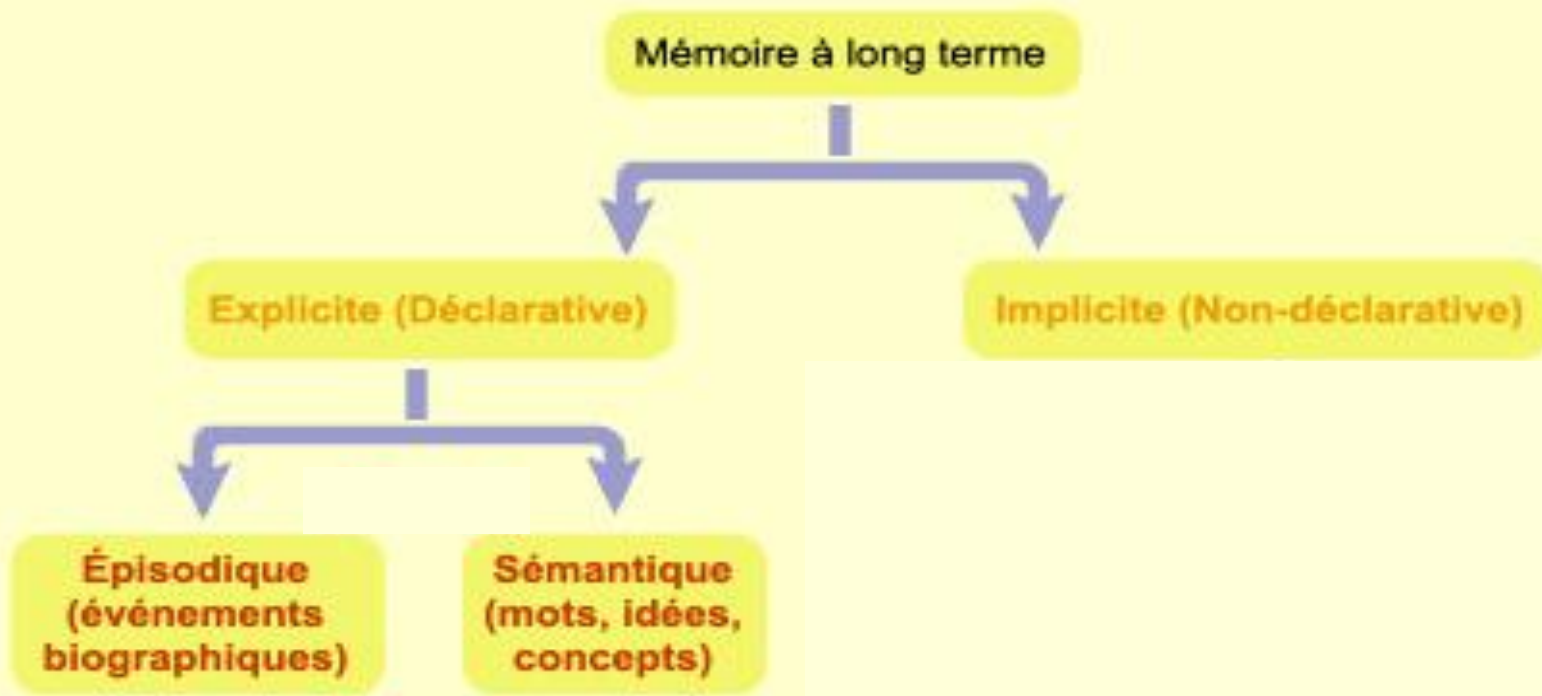 Mémoire à long terme
Explicite (Déclarative)
Implicite (Non-déclarative)
Épisodique
(événements
biographiques)
Sémantique
(mots, idées,
concepts)